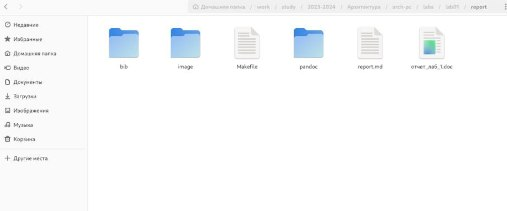 Домашняя папка / work / study / 2023-2024 / Архитектура / arch-pc / labs / lab01 / report
Недавние
Избранные
Домашняя папка
Видео
Документы
Загрузки
Изображения
Музыка
Корзина
Другие места
bib
image
Makefile
pandoc
report.md
отчет_лаб_1.doc